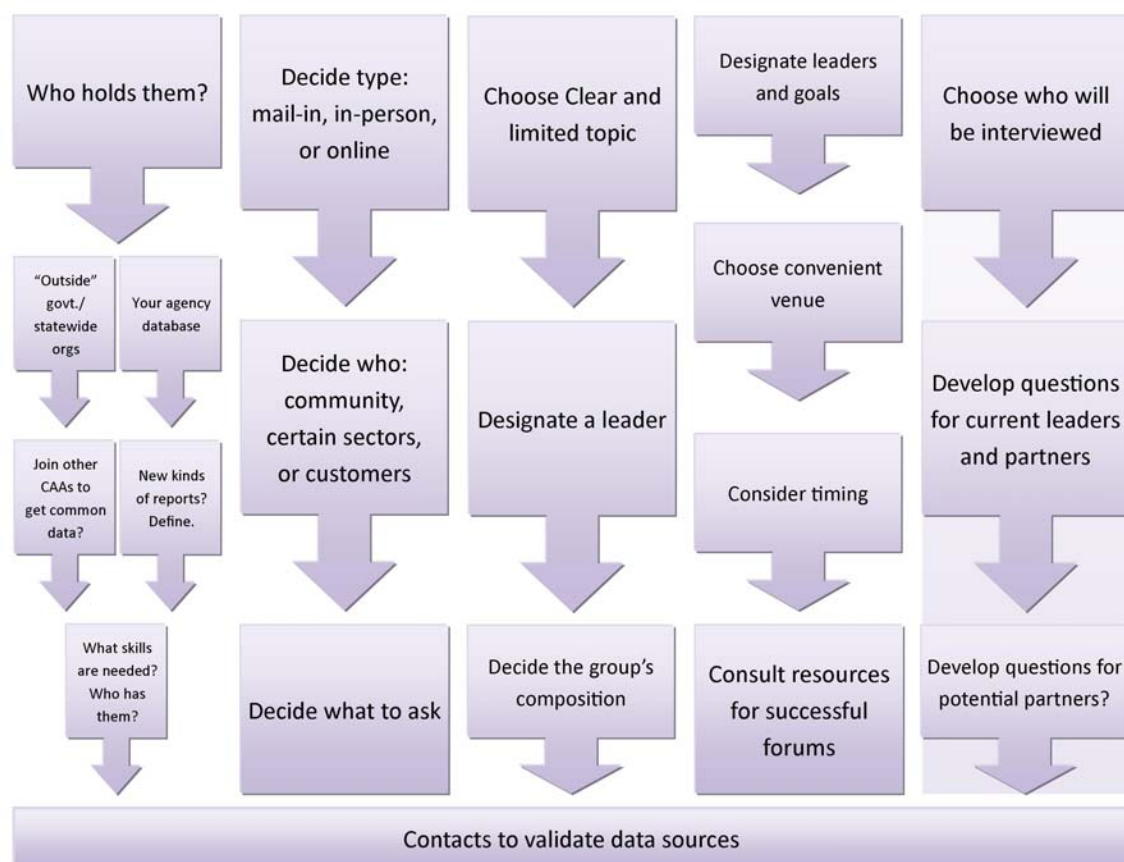 Who holds them?
“Outside”
govt./
statewide
orgs
Your agency
database
Join other
CAAs to
get common
data?
New kinds
of reports?
Define.
What skills
are needed?
Who has
them?
Decide type:
mail-in, in-person,
or online
Decide who:
community,
certain sectors,
or customers
Decide what to ask
Choose Clear and
limited topic
Designate a leader
Decide the group’s
composition
Designate leaders
and goals
Choose convenient
venue
Consider timing
Consult resources
for successful
forums
Choose who will
be interviewed
Develop questions
for current leaders
and partners
Develop questions for
potential partners?
Contacts to validate data sources